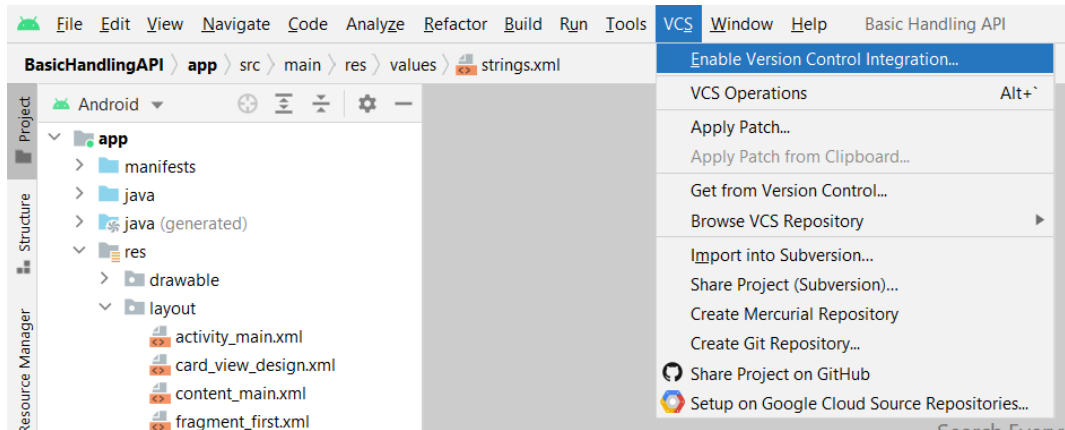 File Edit View Navigate Code Analyze Refactor Build Run Tools VCS Window Help Basic Handling API
BasicHandlingAPI app src main res values strings.xml
Enable Version Control Integration...
VCS Operations Alt+`
Apply Patch...
Apply Patch from Clipboard...
Get from Version Control...
Browse VCS Repository
Import into Subversion...
Share Project (Subversion)...
Create Mercurial Repository
Create Git Repository...
Share Project on GitHub
Setup on Google Cloud Source Repositories...
Project
Structure
Resource Manager
Android
app
manifests
java
java (generated)
res
drawable
layout
activity_main.xml
card_view_design.xml
content_main.xml
fragment_first.xml